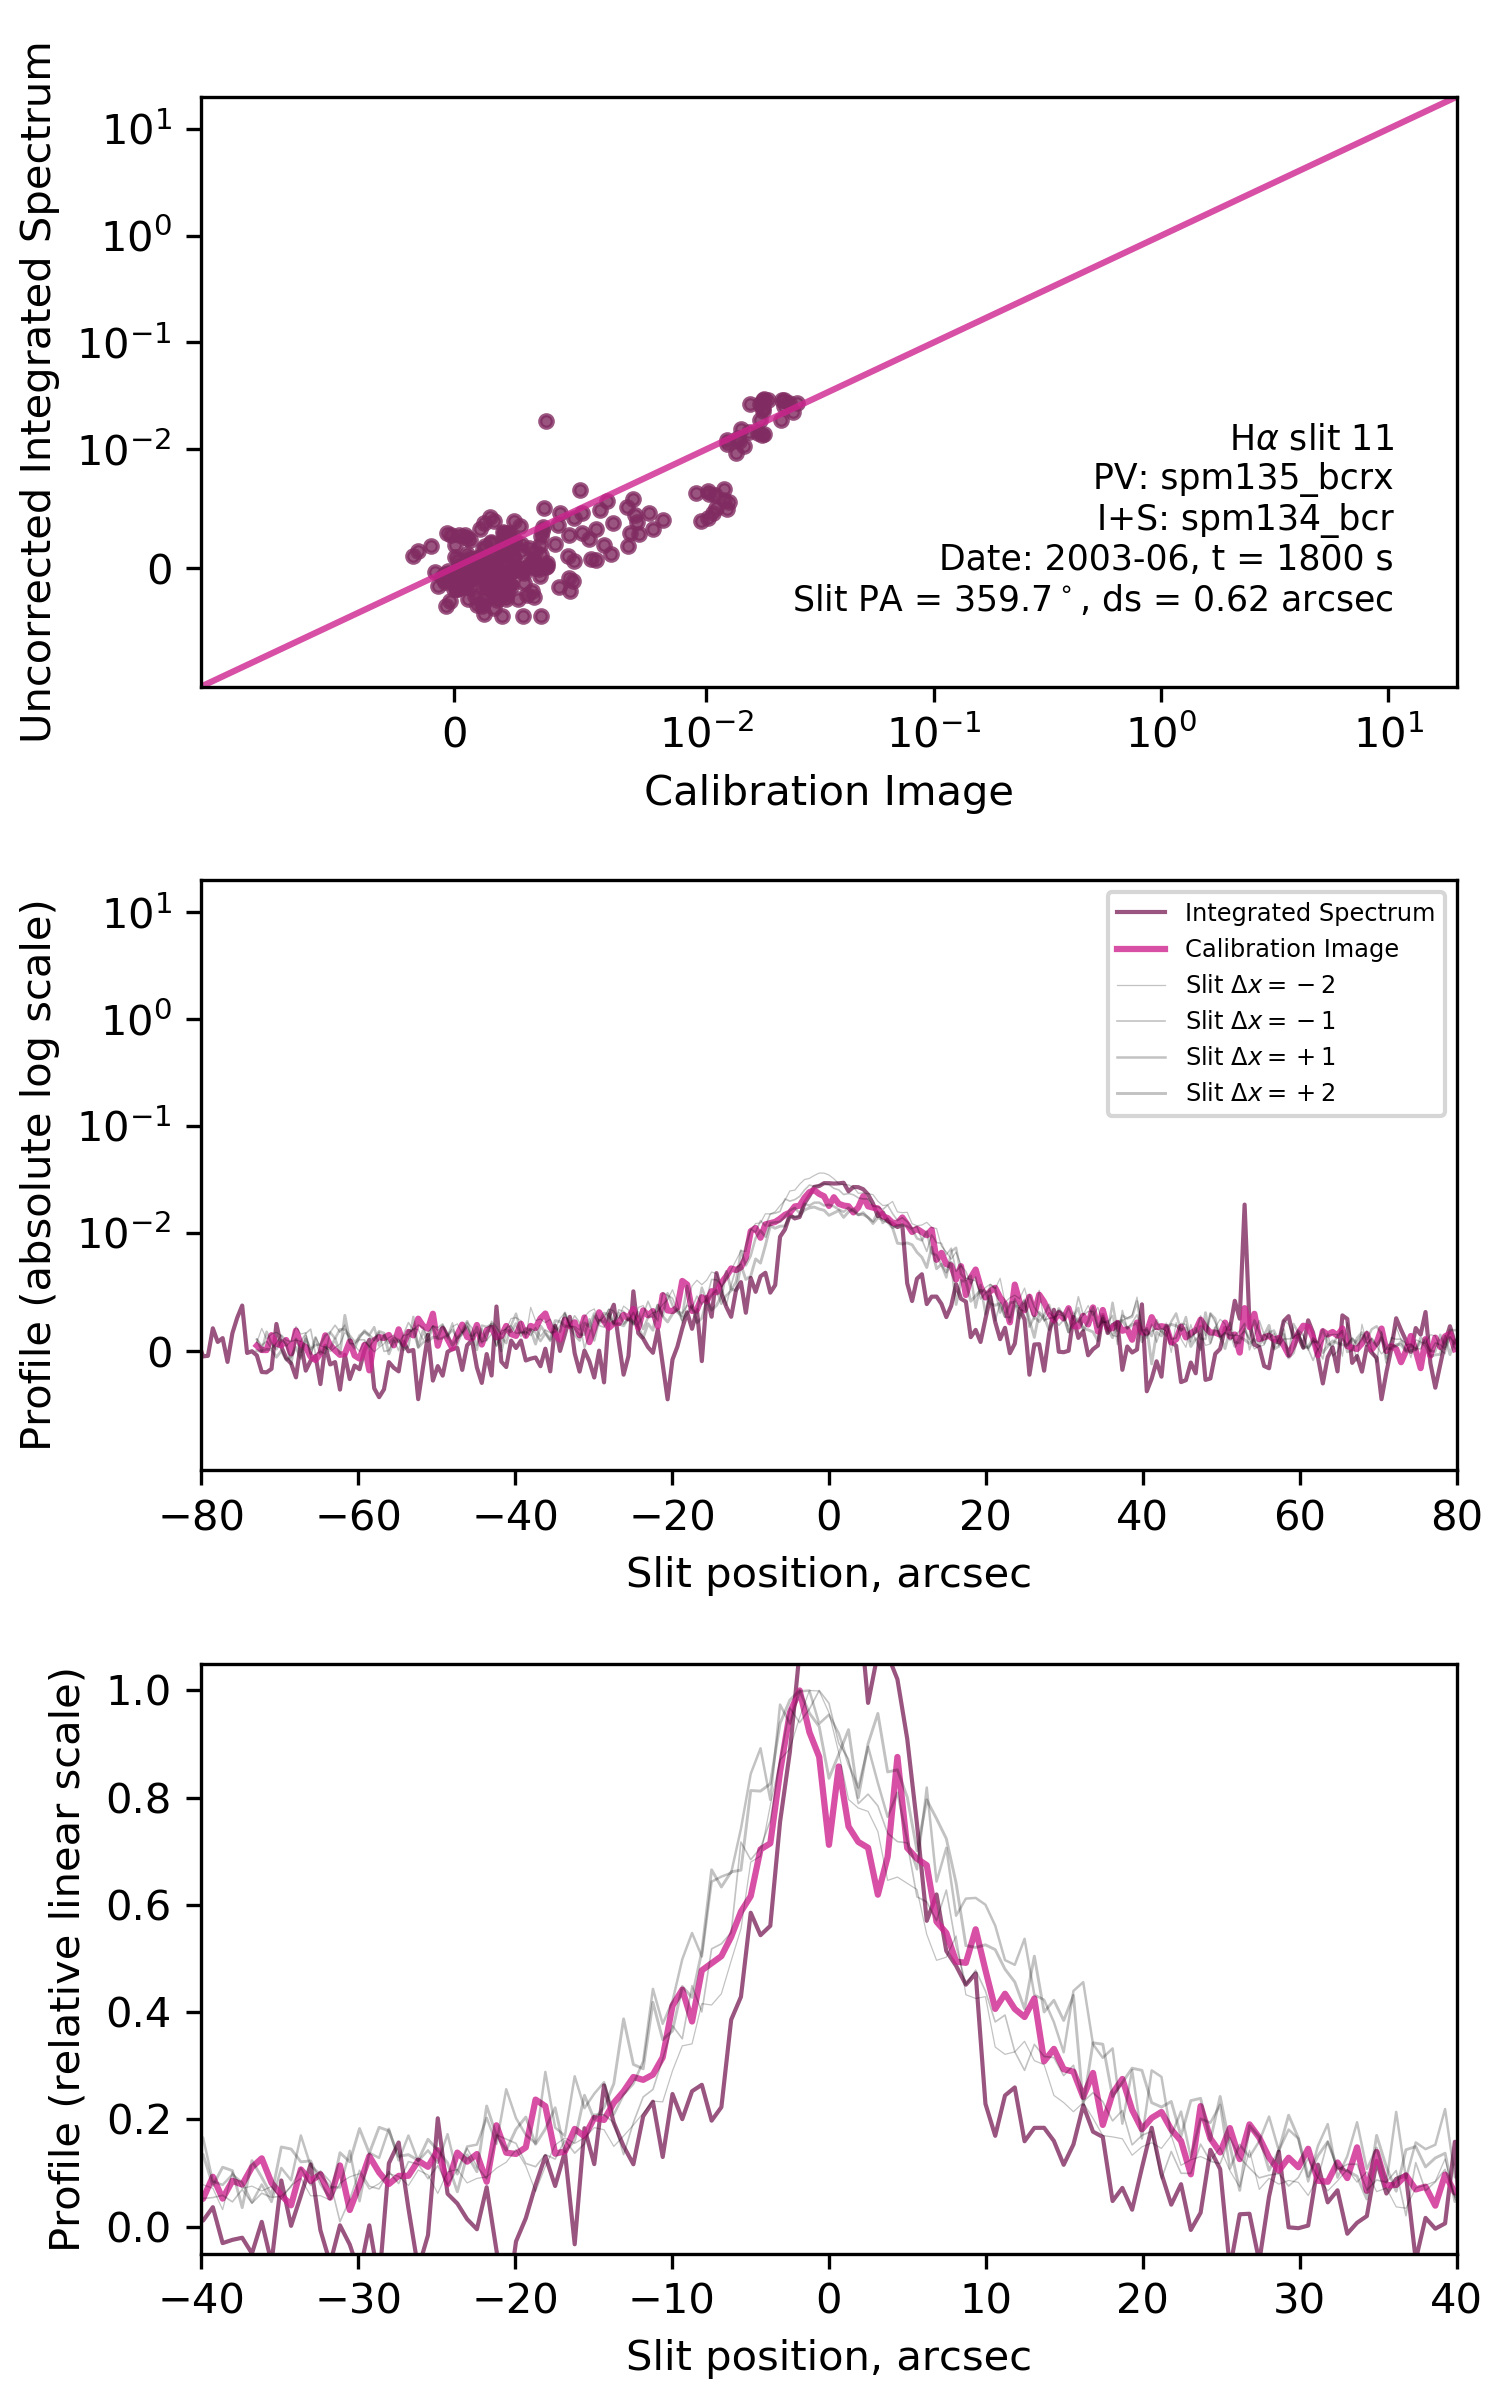 Uncorrected Integrated Spectrum
10¹
10⁰
10⁻¹
10⁻²
0
Hα slit 11
PV: spm135_bcrx
I+S: spm134_bcr
Date: 2003-06, t = 1800 s
Slit PA = 359.7°, ds = 0.62 arcsec
0 10⁻² 10⁻¹ 10⁰ 10¹
Calibration Image
Profile (absolute log scale)
10¹
10⁰
10⁻¹
10⁻²
0
Integrated Spectrum
Calibration Image
Slit Δx = −2
Slit Δx = −1
Slit Δx = +1
Slit Δx = +2
−80 −60 −40 −20 0 20 40 60 80
Slit position, arcsec
Profile (relative linear scale)
1.0
0.8
0.6
0.4
0.2
0.0
−40 −30 −20 −10 0 10 20 30 40
Slit position, arcsec